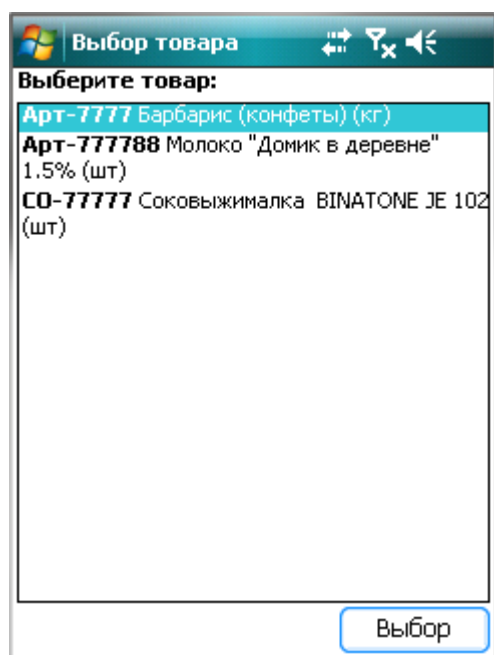 Выбор товара
Выберите товар:
Арт-7777 Барбарис (конфеты) (кг)
Арт-777788 Молоко "Домик в деревне"
1.5% (шт)
СО-77777 Соковыжималка BINATONE JE 102
(шт)
Выбор